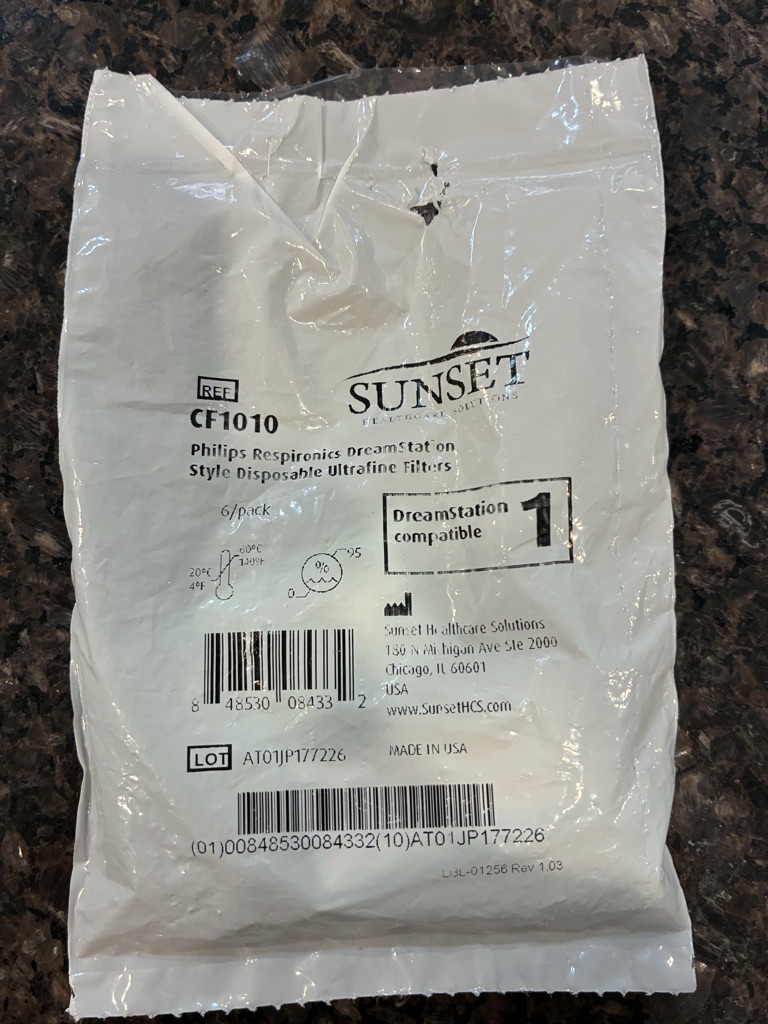 SUNSET
HEALTHCARE SOLUTIONS
REF
CF1010
Philips Respironics DreamStation
Style Disposable Ultrafine Filters
6/pack
DreamStation
compatible
1
60°C
140°F
20°C
4°F
%
95
0
Sunset Healthcare Solutions
180 N Michigan Ave Ste 2000
Chicago, IL 60601
USA
www.SunsetHCS.com
8 48530 08433 2
LOT AT01JP177226
MADE IN USA
(01)00848530084332(10)AT01JP177226
LBL-01256 Rev 1.03